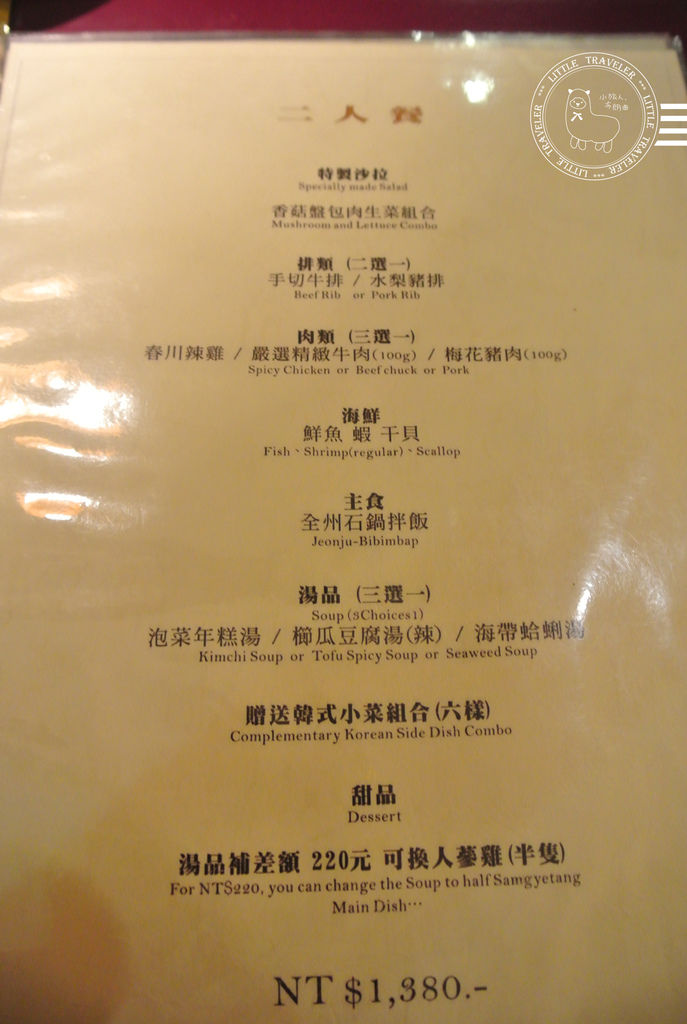 LITTLE TRAVELER *** LITTLE TRAVELER *** LITTLE TRAVELER ***
二人餐
特製沙拉
Specially made Salad
香菇盤包肉生菜組合
Mushroom and Lettuce Combo
排類 (二選一)
手切牛排 / 水梨豬排
Beef Rib or Pork Rib
肉類 (三選一)
春川辣雞 / 嚴選精緻牛肉(100g) / 梅花豬肉(100g)
Spicy Chicken or Beef chuck or Pork
海鮮
鮮魚 蝦 干貝
Fish、Shrimp(regular)、Scallop
主食
全州石鍋拌飯
Jeonju-Bibimbap
湯品 (三選一)
Soup (3Choices1)
泡菜年糕湯 / 櫛瓜豆腐湯(辣) / 海帶蛤蜊湯
Kimchi Soup or Tofu Spicy Soup or Seaweed Soup
贈送韓式小菜組合(六樣)
Complementary Korean Side Dish Combo
甜品
Dessert
湯品補差額 220元 可換人蔘雞(半隻)
For NT$220, you can change the Soup to half Samgyetang
Main Dish…
NT $1,380.-